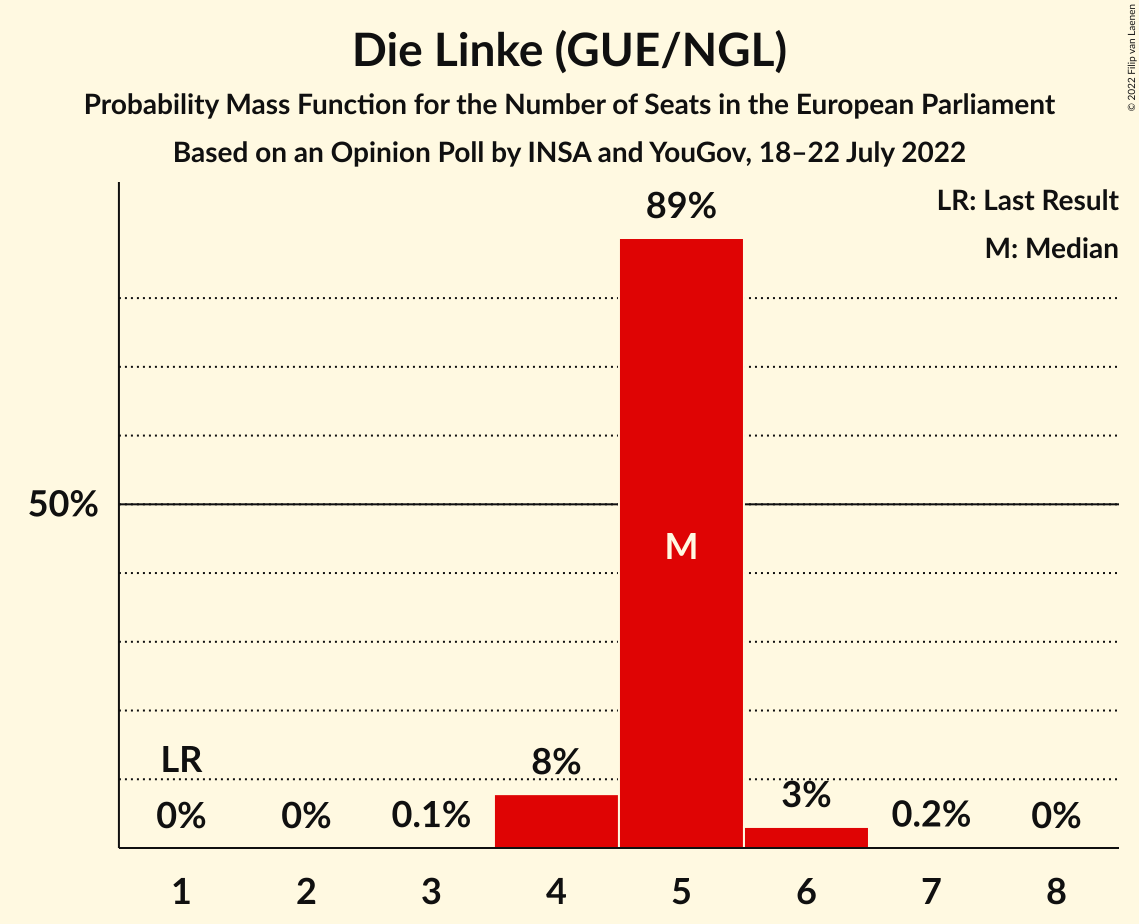 Die Linke (GUE/NGL)
Probability Mass Function for the Number of Seats in the European Parliament
Based on an Opinion Poll by INSA and YouGov, 18–22 July 2022
© 2022 Filip van Laenen
LR: Last Result
M: Median
89%
50%
M
LR
8%
3%
0%
0%
0.1%
0.2%
0%
1 2 3 4 5 6 7 8